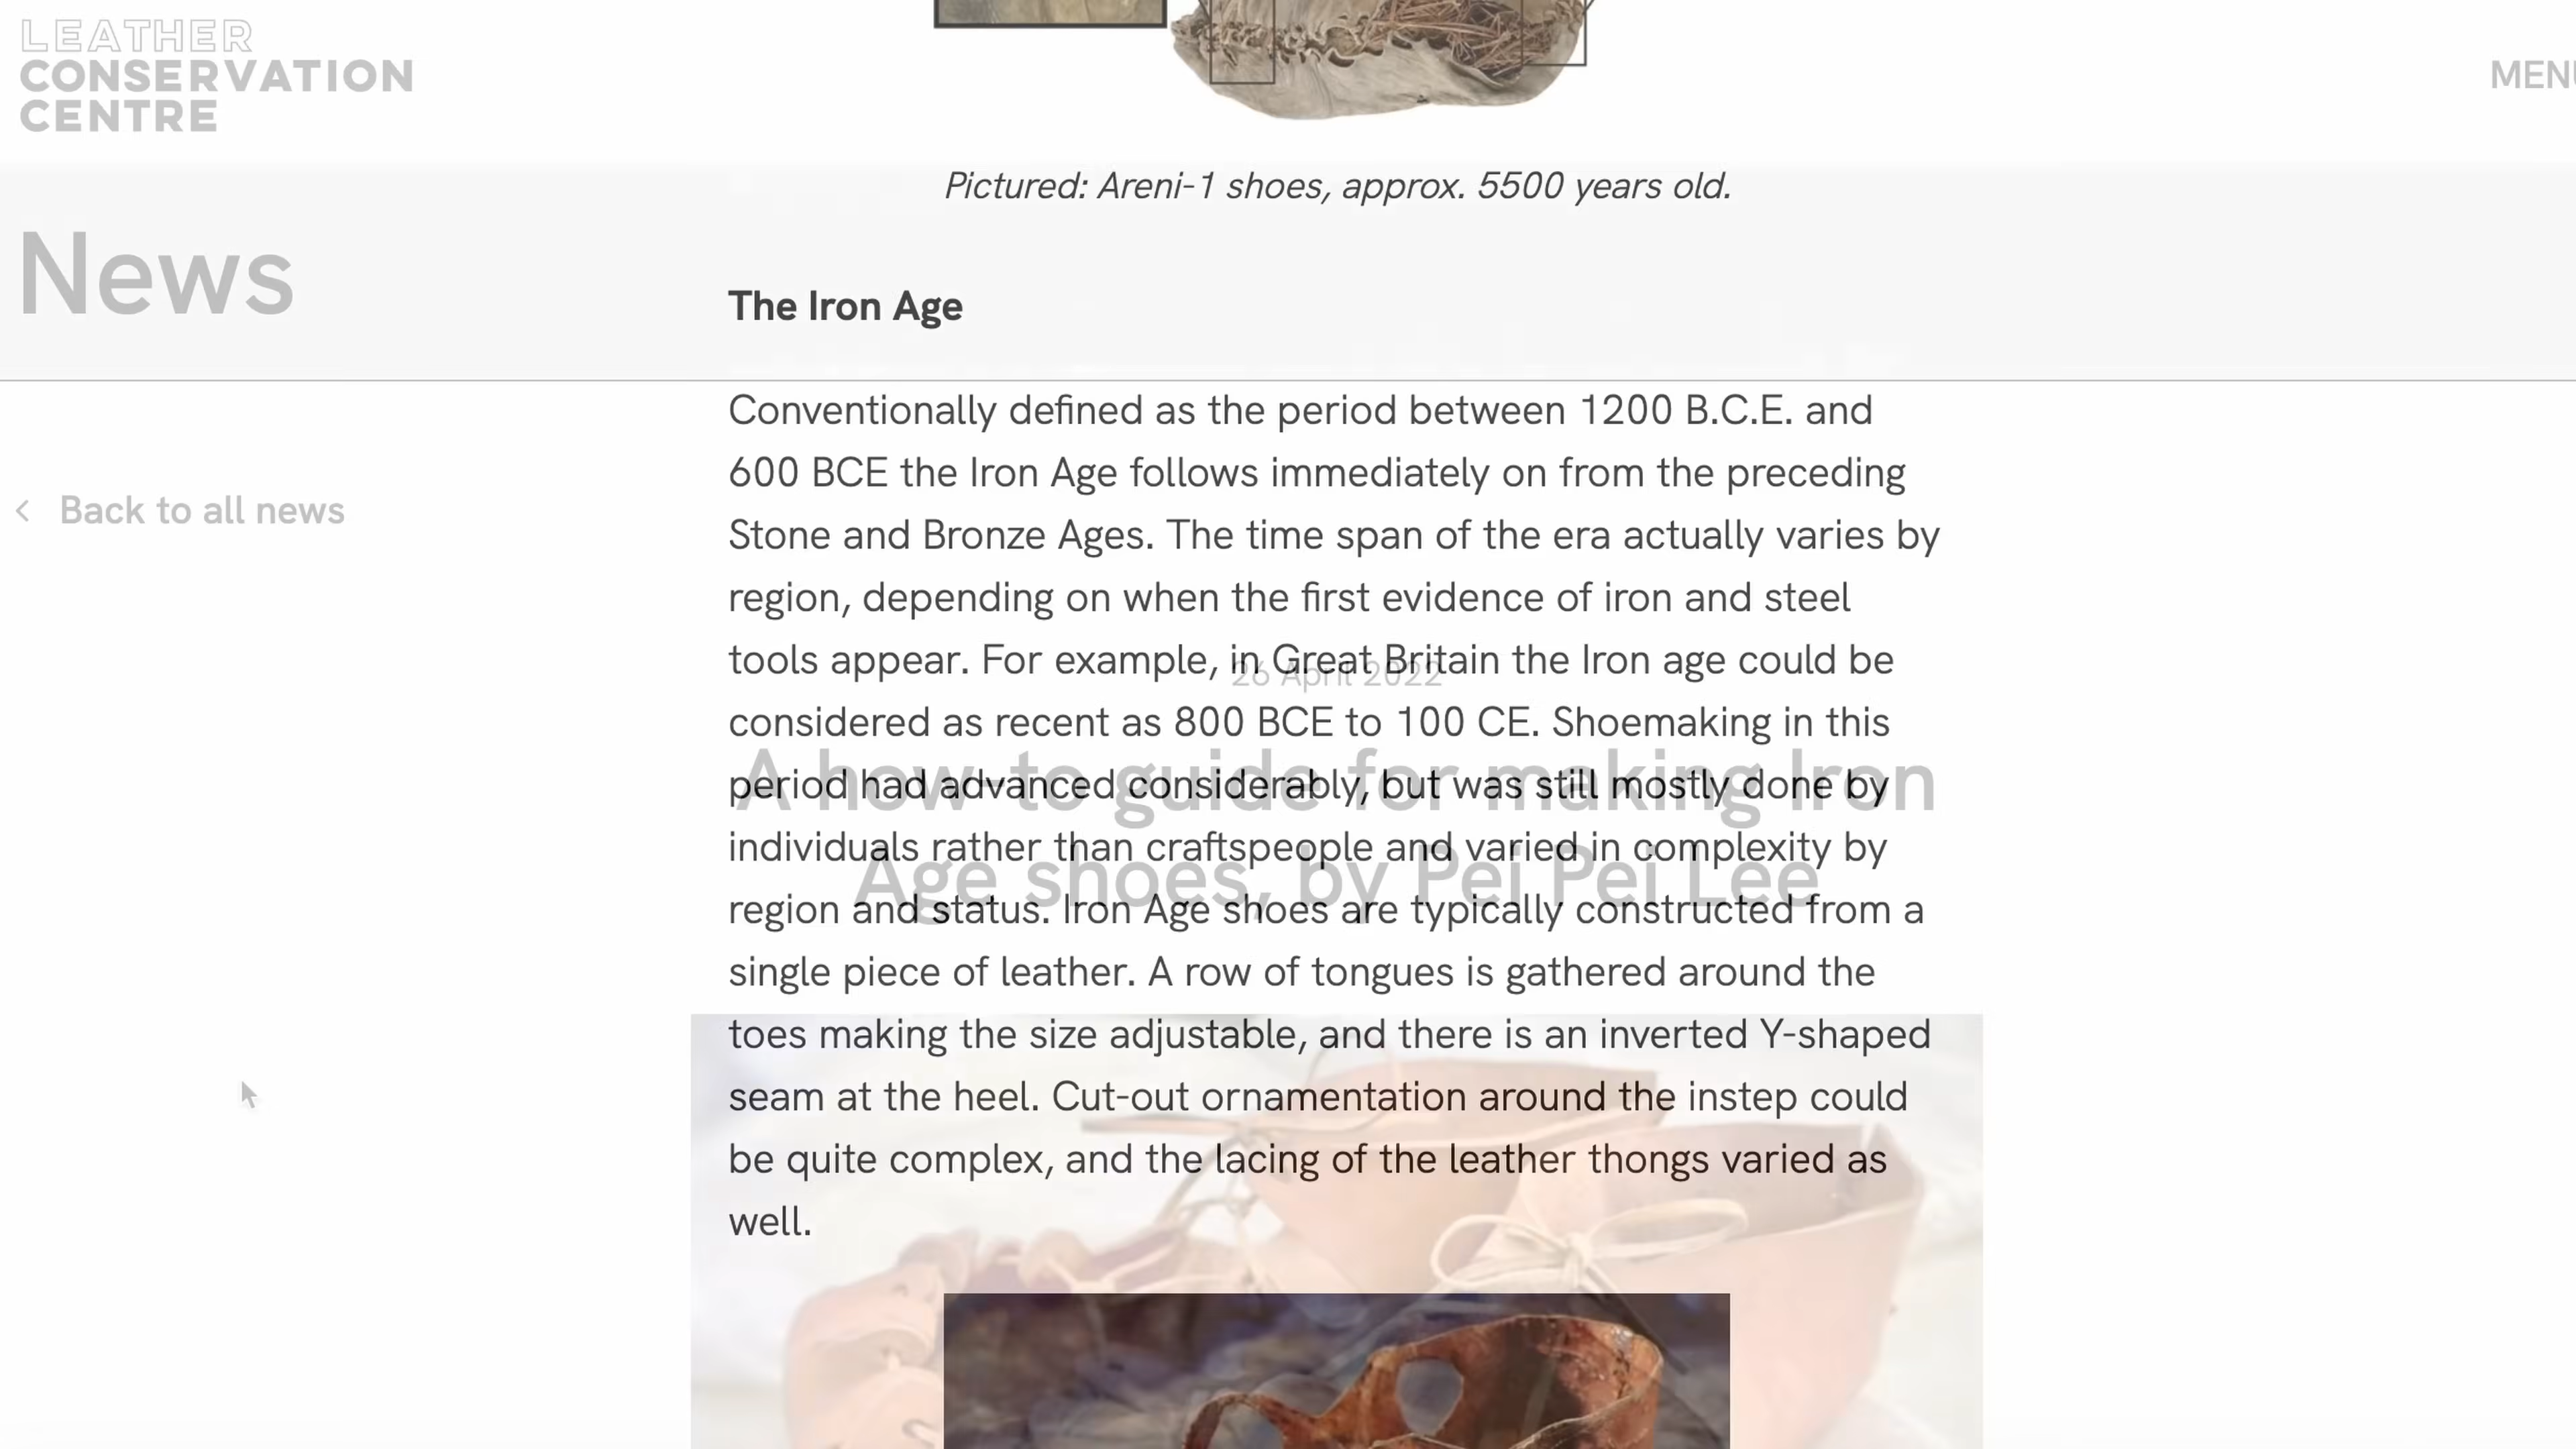 LEATHER
CONSERVATION
CENTRE
MENU
Pictured: Areni-1 shoes, approx. 5500 years old.
News
The Iron Age
Conventionally defined as the period between 1200 B.C.E. and
600 BCE the Iron Age follows immediately on from the preceding
Stone and Bronze Ages. The time span of the era actually varies by
region, depending on when the first evidence of iron and steel
tools appear. For example, in Great Britain the Iron age could be
considered as recent as 800 BCE to 100 CE. Shoemaking in this
period had advanced considerably, but was still mostly done by
individuals rather than craftspeople and varied in complexity by
region and status. Iron Age shoes are typically constructed from a
single piece of leather. A row of tongues is gathered around the
toes making the size adjustable, and there is an inverted Y-shaped
seam at the heel. Cut-out ornamentation around the instep could
be quite complex, and the lacing of the leather thongs varied as
well.
< Back to all news
26 April 2022
A how-to guide for making Iron
Age shoes, by Pei Pei Lee